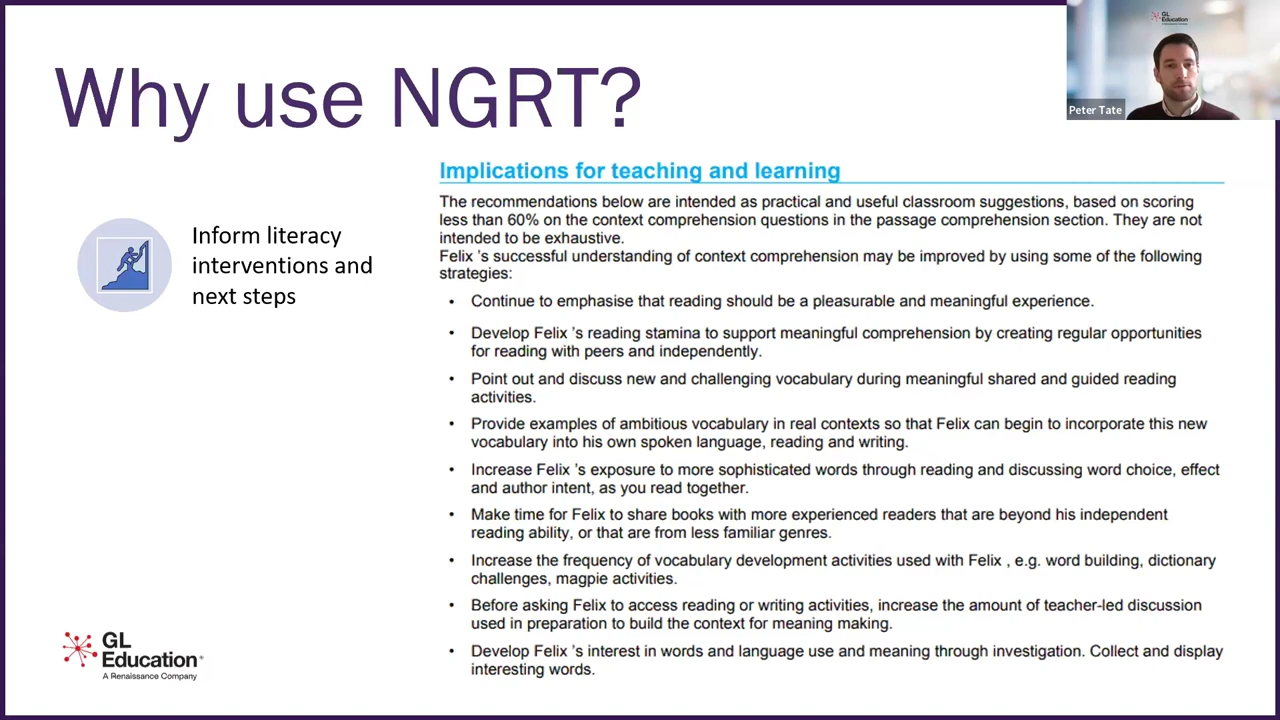 Why use NGRT?
GL
Education
A Renaissance Company
Peter Tate
Inform literacy
interventions and
next steps
Implications for teaching and learning
The recommendations below are intended as practical and useful classroom suggestions, based on scoring
less than 60% on the context comprehension questions in the passage comprehension section. They are not
intended to be exhaustive.
Felix 's successful understanding of context comprehension may be improved by using some of the following
strategies:
• Continue to emphasise that reading should be a pleasurable and meaningful experience.
• Develop Felix 's reading stamina to support meaningful comprehension by creating regular opportunities
for reading with peers and independently.
• Point out and discuss new and challenging vocabulary during meaningful shared and guided reading
activities.
• Provide examples of ambitious vocabulary in real contexts so that Felix can begin to incorporate this new
vocabulary into his own spoken language, reading and writing.
• Increase Felix 's exposure to more sophisticated words through reading and discussing word choice, effect
and author intent, as you read together.
• Make time for Felix to share books with more experienced readers that are beyond his independent
reading ability, or that are from less familiar genres.
• Increase the frequency of vocabulary development activities used with Felix , e.g. word building, dictionary
challenges, magpie activities.
• Before asking Felix to access reading or writing activities, increase the amount of teacher-led discussion
used in preparation to build the context for meaning making.
• Develop Felix 's interest in words and language use and meaning through investigation. Collect and display
interesting words.
GL
Education
A Renaissance Company